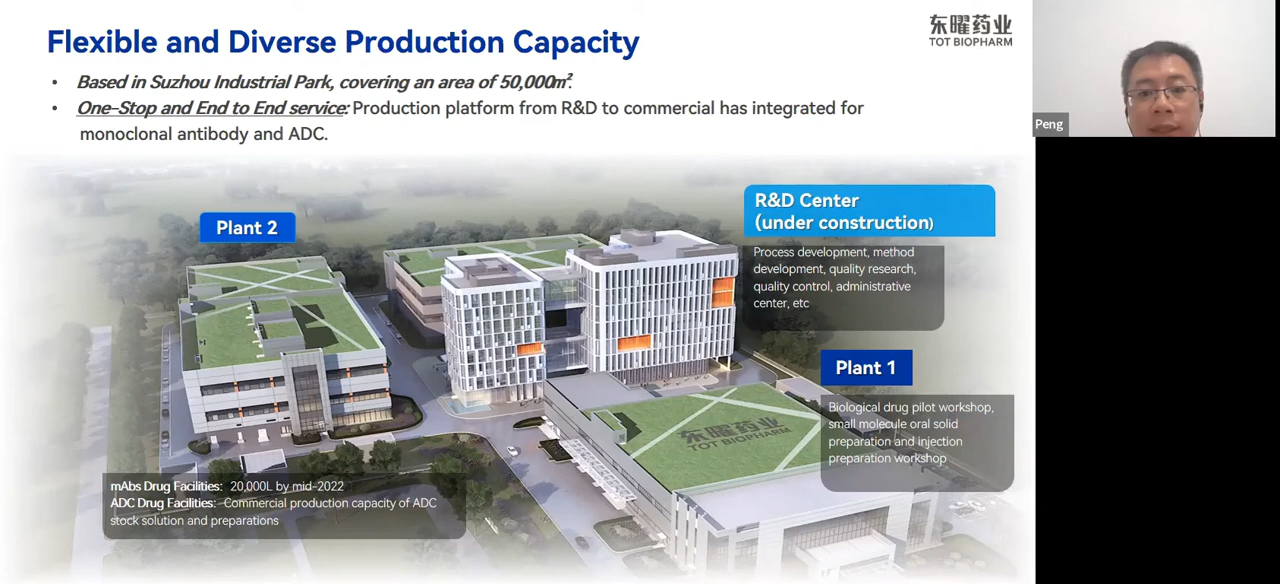 Flexible and Diverse Production Capacity
东曜药业
TOT BIOPHARM
• Based in Suzhou Industrial Park, covering an area of 50,000m².
• One-Stop and End to End service: Production platform from R&D to commercial has integrated for
monoclonal antibody and ADC.
Peng
Plant 2
R&D Center
(under construction)
Process development, method
development, quality research,
quality control, administrative
center, etc
Plant 1
Biological drug pilot workshop,
small molecule oral solid
preparation and injection
preparation workshop
东曜药业
TOT BIOPHARM
mAbs Drug Facilities: 20,000L by mid-2022
ADC Drug Facilities: Commercial production capacity of ADC
stock solution and preparations